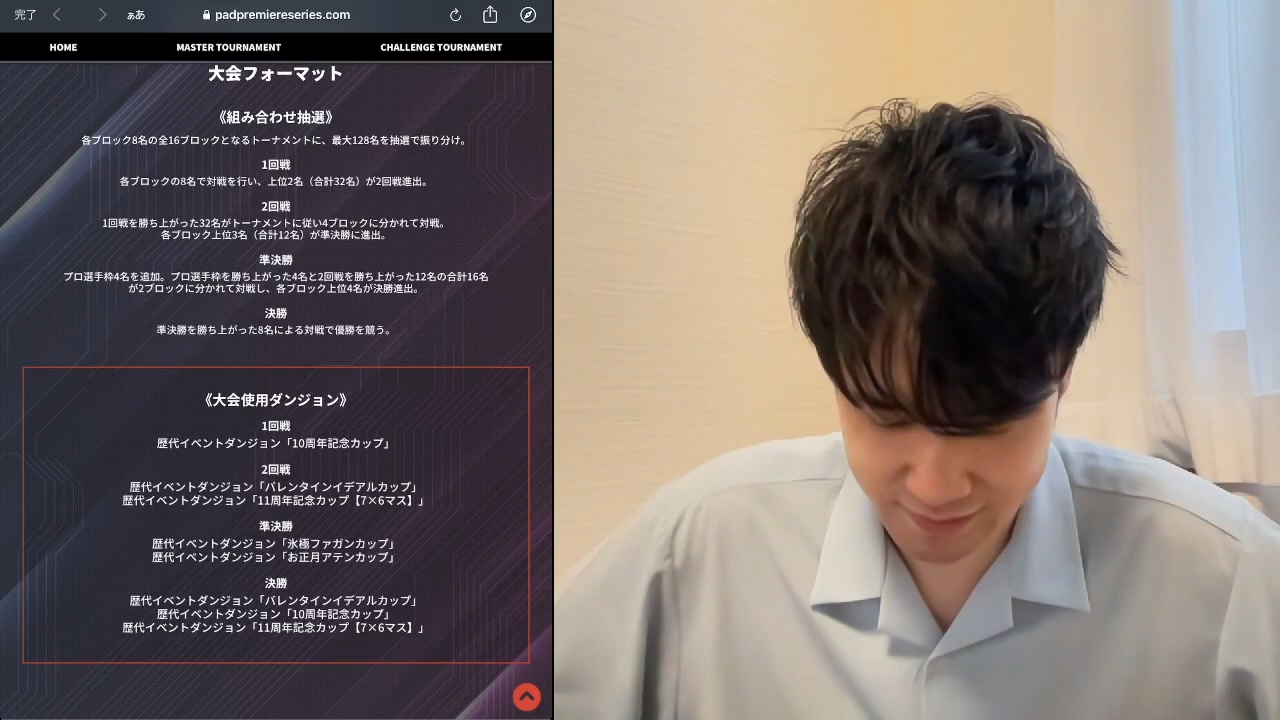 完了
ぁあ
padpremiereseries.com
HOME
MASTER TOURNAMENT
CHALLENGE TOURNAMENT
大会フォーマット
《組み合わせ抽選》
各ブロック8名の全16ブロックとなるトーナメントに、最大128名を抽選で振り分け。
1回戦
各ブロックの8名で対戦を行い、上位2名（合計32名）が2回戦進出。
2回戦
1回戦を勝ち上がった32名がトーナメントに従い4ブロックに分かれて対戦。
各ブロック上位3名（合計12名）が準決勝に進出。
準決勝
プロ選手枠4名を追加。プロ選手枠を勝ち上がった4名と2回戦を勝ち上がった12名の合計16名
が2ブロックに分かれて対戦し、各ブロック上位4名が決勝進出。
決勝
準決勝を勝ち上がった8名による対戦で優勝を競う。
《大会使用ダンジョン》
1回戦
歴代イベントダンジョン「10周年記念カップ」
2回戦
歴代イベントダンジョン「バレンタインイデアルカップ」
歴代イベントダンジョン「11周年記念カップ【7×6マス】」
準決勝
歴代イベントダンジョン「氷極ファガンカップ」
歴代イベントダンジョン「お正月アテンカップ」
決勝
歴代イベントダンジョン「バレンタインイデアルカップ」
歴代イベントダンジョン「10周年記念カップ」
歴代イベントダンジョン「11周年記念カップ【7×6マス】」